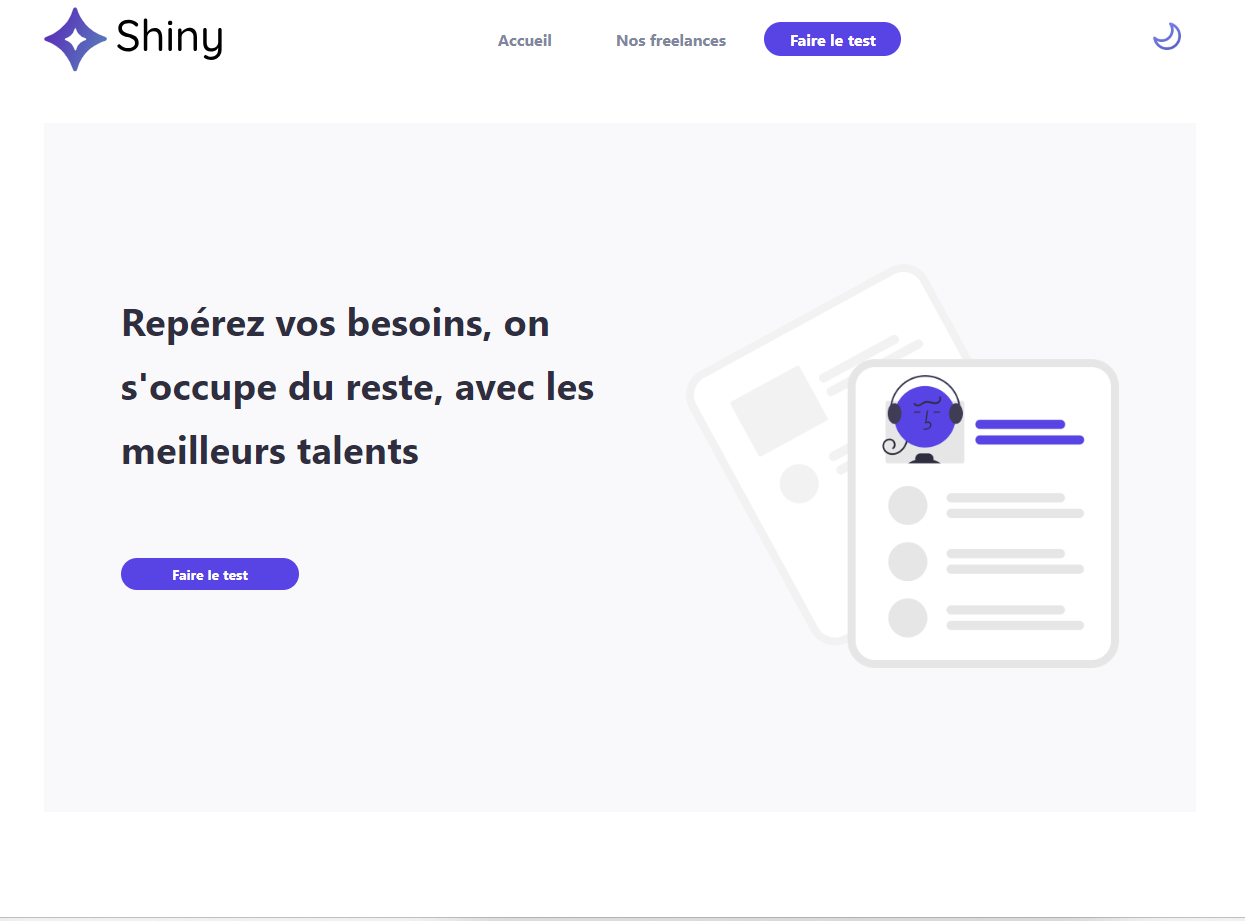 Shiny
Accueil
Nos freelances
Faire le test
Repérez vos besoins, on
s'occupe du reste, avec les
meilleurs talents
Faire le test